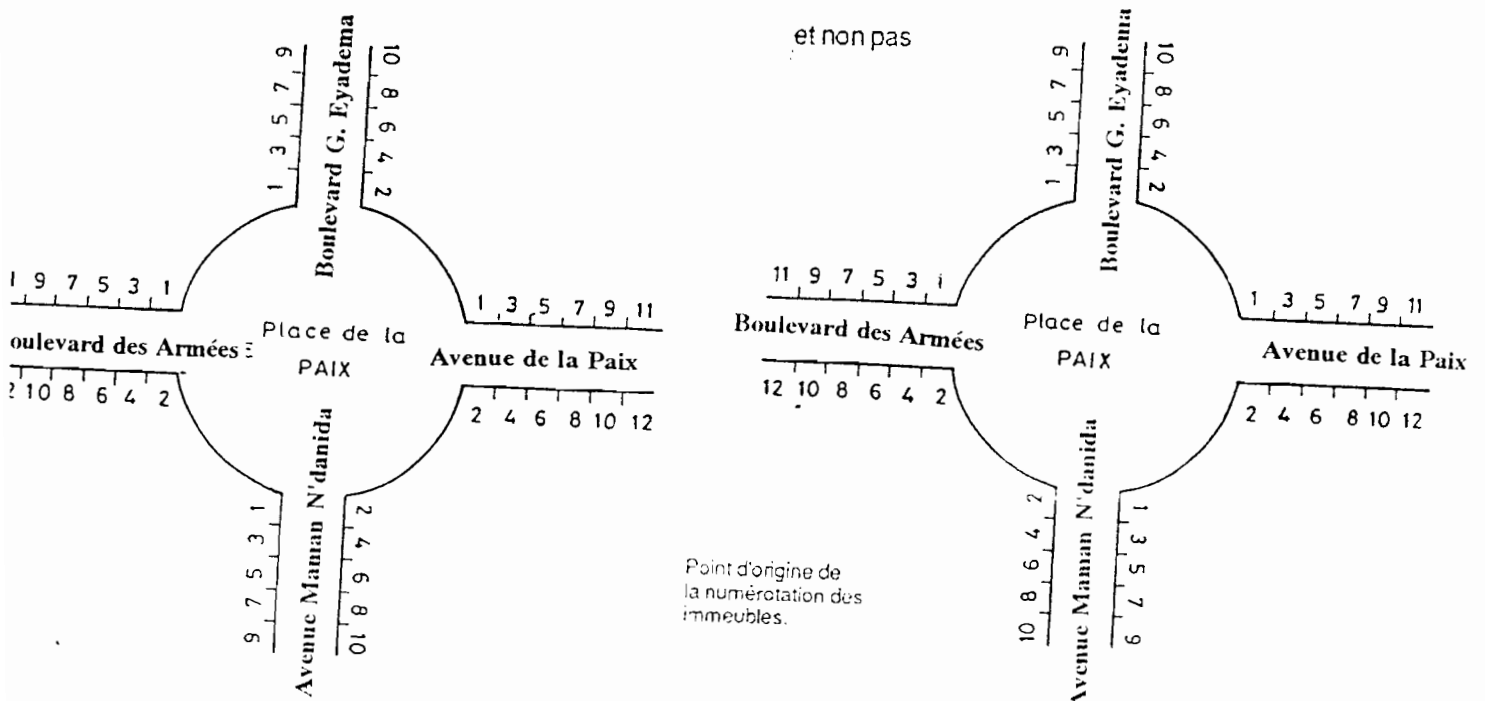 9 7 5 3 1
Boulevard G. Eyadema
10 8 6 4 2
9 7 5 3 1
oulevard des Armées
10 8 6 4 2
Place de la
PAIX
1 3 5 7 9 11
Avenue de la Paix
2 4 6 8 10 12
1 3 5 7 9
Avenue Maman N'danida
2 4 6 8 10
et non pas
9 7 5 3 1
Boulevard G. Eyadema
10 8 6 4 2
11 9 7 5 3 1
Boulevard des Armées
12 10 8 6 4 2
Place de la
PAIX
1 3 5 7 9 11
Avenue de la Paix
2 4 6 8 10 12
2 4 6 8 10
Avenue Maman N'danida
1 3 5 7 9
Point d'origine de
la numérotation des
immeubles.